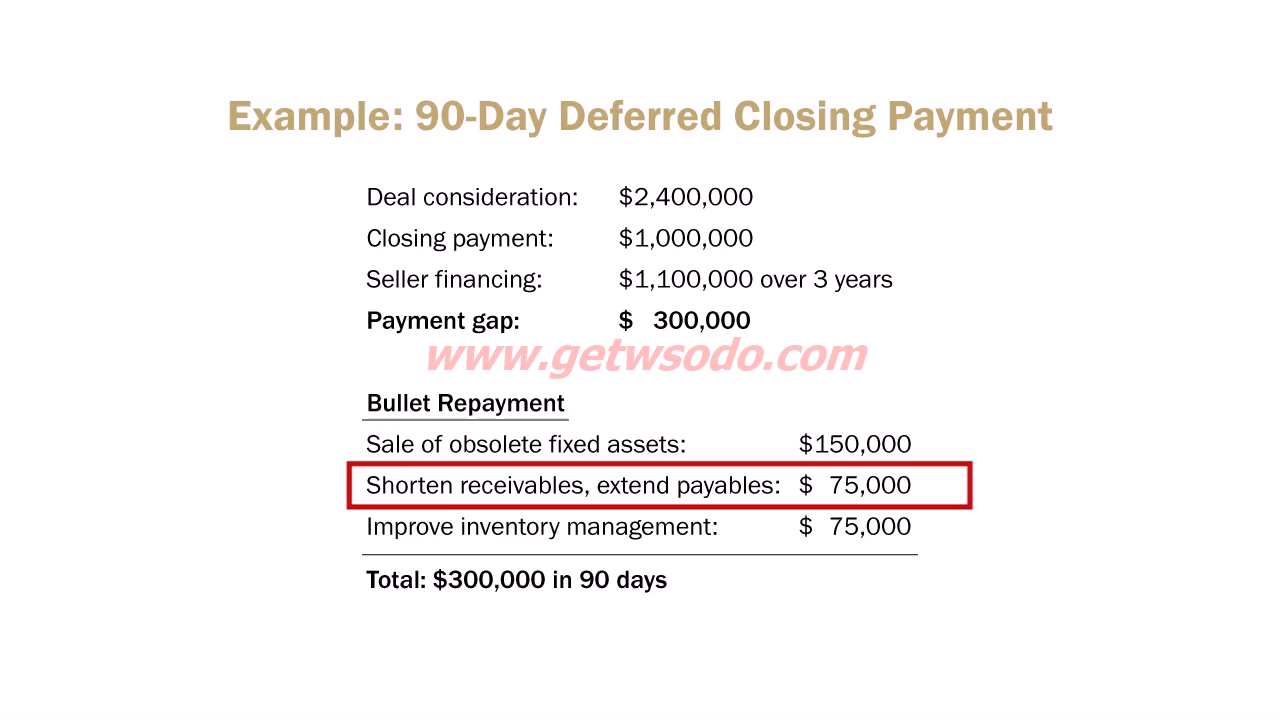 Example: 90-Day Deferred Closing Payment
Deal consideration: $2,400,000
Closing payment: $1,000,000
Seller financing: $1,100,000 over 3 years
Payment gap: $ 300,000
www.getwsodo.com
Bullet Repayment
Sale of obsolete fixed assets: $150,000
Shorten receivables, extend payables: $ 75,000
Improve inventory management: $ 75,000
Total: $300,000 in 90 days